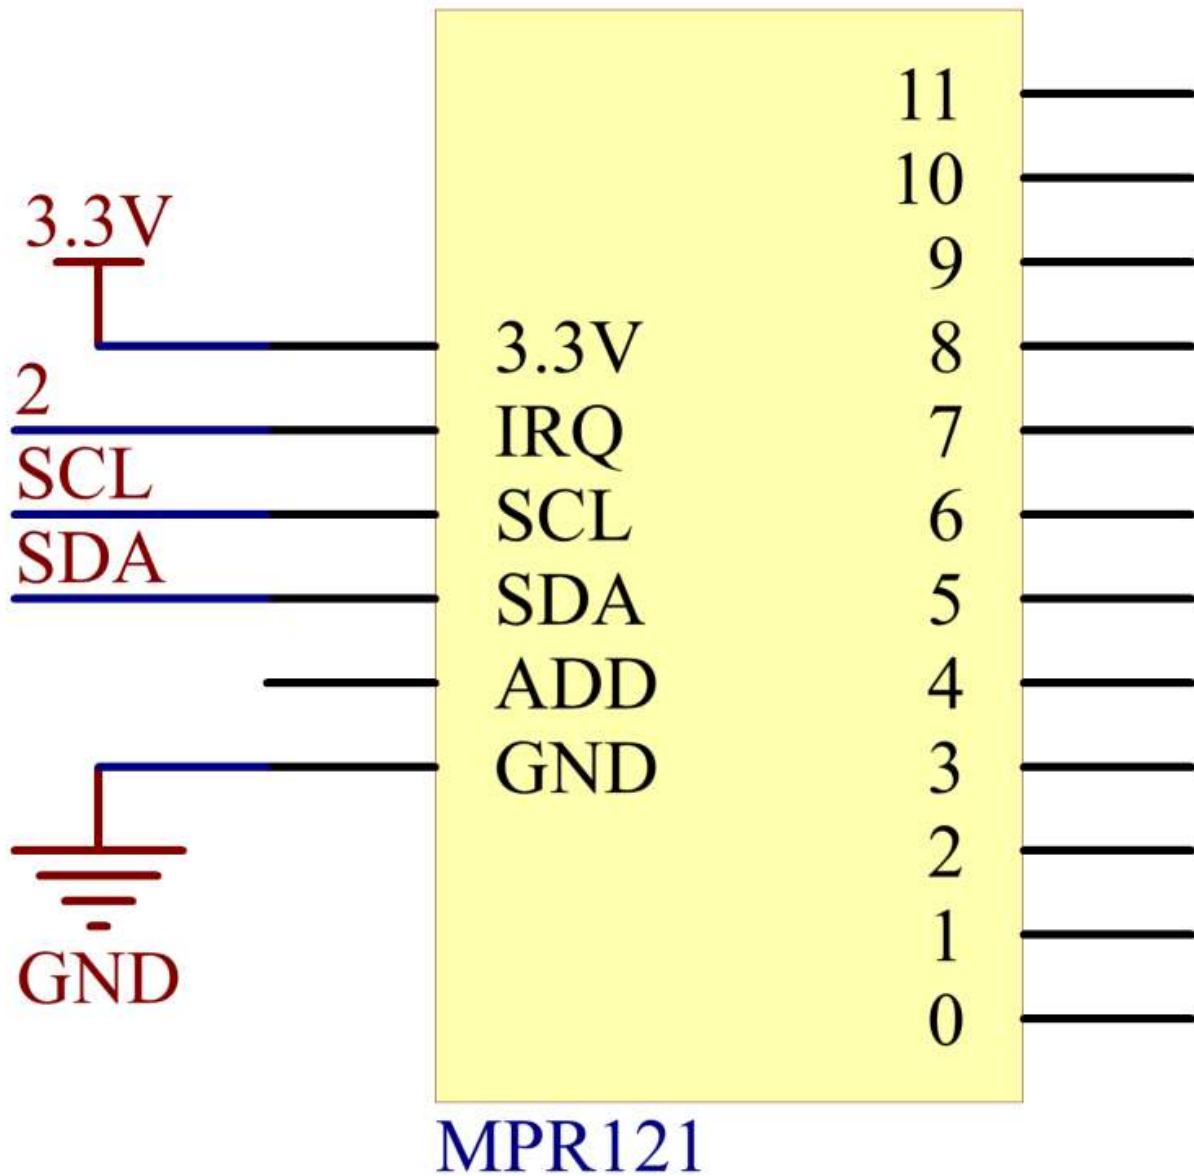 11
10
3.3V
9
3.3V 8
2
IRQ 7
SCL
SCL 6
SDA
SDA 5
ADD 4
GND 3
2
GND
1
0
MPR121